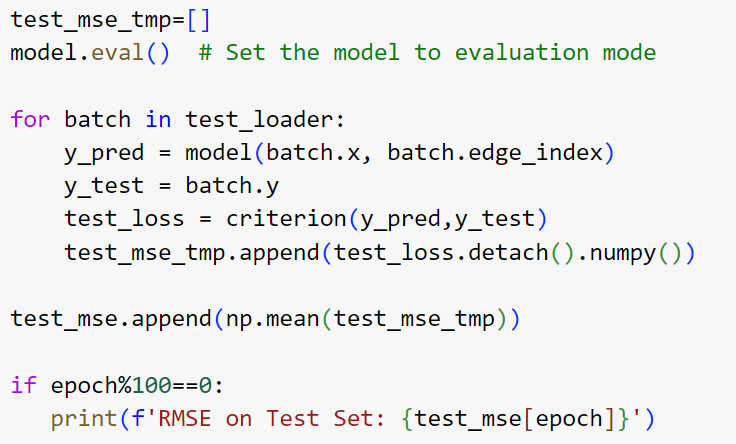 test_mse_tmp=[]
model.eval()  # Set the model to evaluation mode
for batch in test_loader:
    y_pred = model(batch.x, batch.edge_index)
    y_test = batch.y
    test_loss = criterion(y_pred,y_test)
    test_mse_tmp.append(test_loss.detach().numpy())
test_mse.append(np.mean(test_mse_tmp))
if epoch%100==0:
   print(f'RMSE on Test Set: {test_mse[epoch]}')